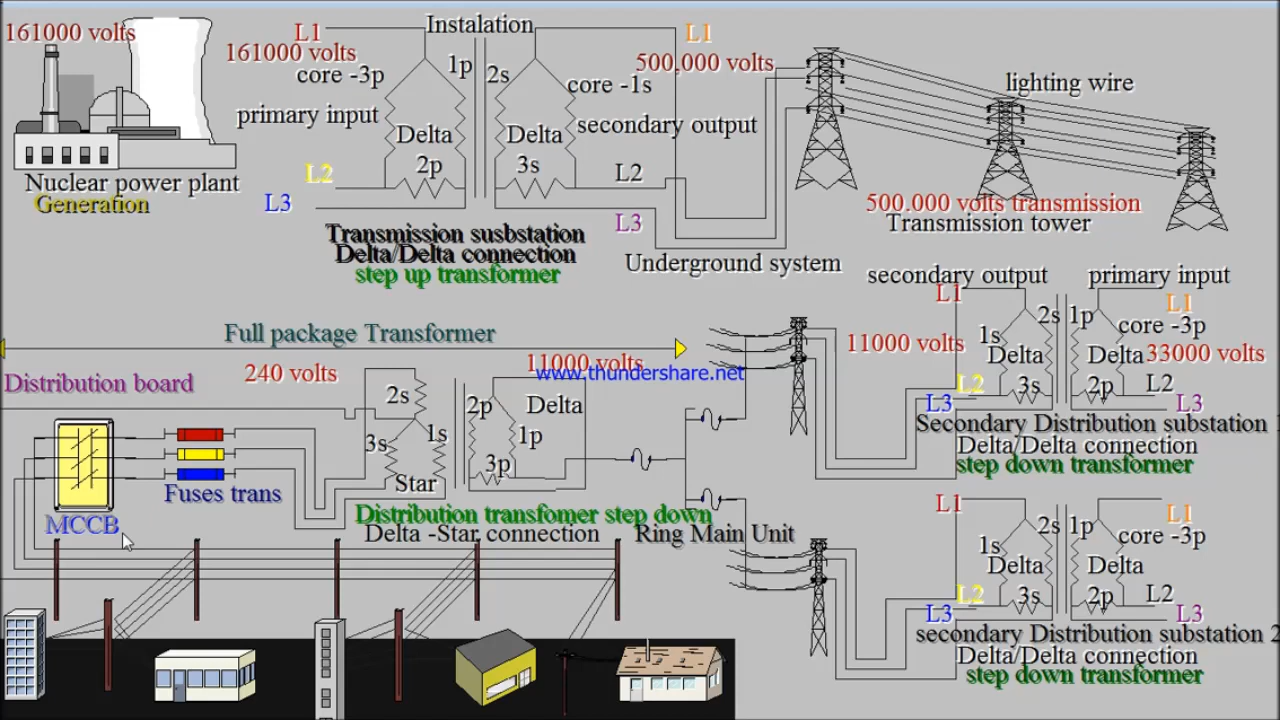 161000 volts
Nuclear power plant
Generation
L1
161000 volts
core -3p
primary input
L2
L3
Instalation
1p
2s
Delta
2p
Delta
3s
L1
500,000 volts
core -1s
secondary output
L2
L3
Transmission susbstation
Delta/Delta connection
step up transformer
Underground system
lighting wire
500.000 volts transmission
Transmission tower
secondary output
primary input
L1
2s
1p
L1
1s
core -3p
11000 volts
Delta
Delta
33000 volts
L2
3s
2p
L2
L3
L3
Secondary Distribution substation 1
Delta/Delta connection
step down transformer
Full package Transformer
Distribution board
240 volts
11000 volts
www.thundershare.net
2s
2p
Delta
3s
1s
1p
3p
Star
Fuses trans
MCCB
Distribution transfomer step down
Delta -Star connection
Ring Main Unit
L1
2s
1p
L1
1s
core -3p
Delta
Delta
L2
3s
2p
L2
L3
L3
secondary Distribution substation 2
Delta/Delta connection
step down transformer